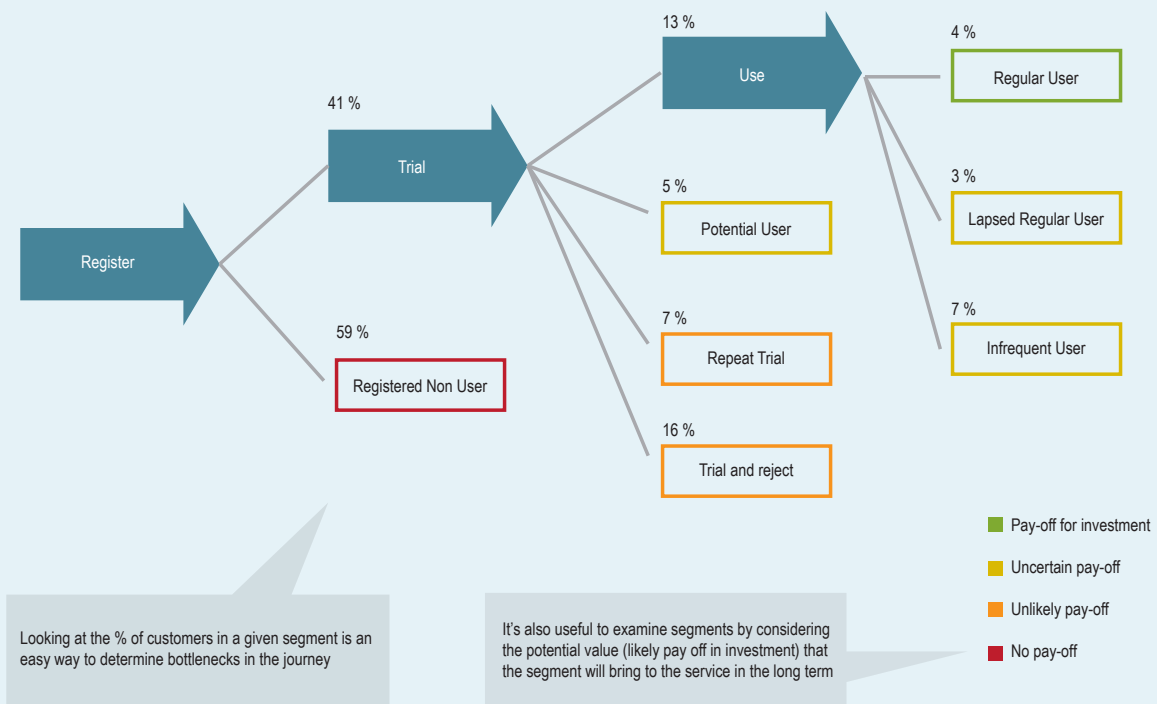 13 %
Use
4 %
Regular User
41 %
Trial
5 %
Potential User
3 %
Lapsed Regular User
Register
7 %
Repeat Trial
7 %
Infrequent User
59 %
Registered Non User
16 %
Trial and reject
Pay-off for investment
Uncertain pay-off
Unlikely pay-off
No pay-off
Looking at the % of customers in a given segment is an
easy way to determine bottlenecks in the journey
It's also useful to examine segments by considering
the potential value (likely pay off in investment) that
the segment will bring to the service in the long term